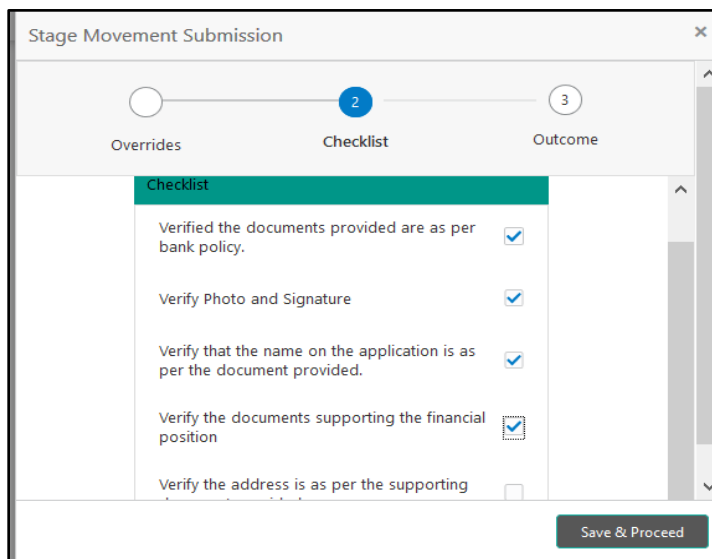 Stage Movement Submission
×
2
3
Overrides
Checklist
Outcome
Checklist
Verified the documents provided are as per
bank policy.
Verify Photo and Signature
Verify that the name on the application is as
per the document provided.
Verify the documents supporting the financial
position
Verify the address is as per the supporting
Save & Proceed